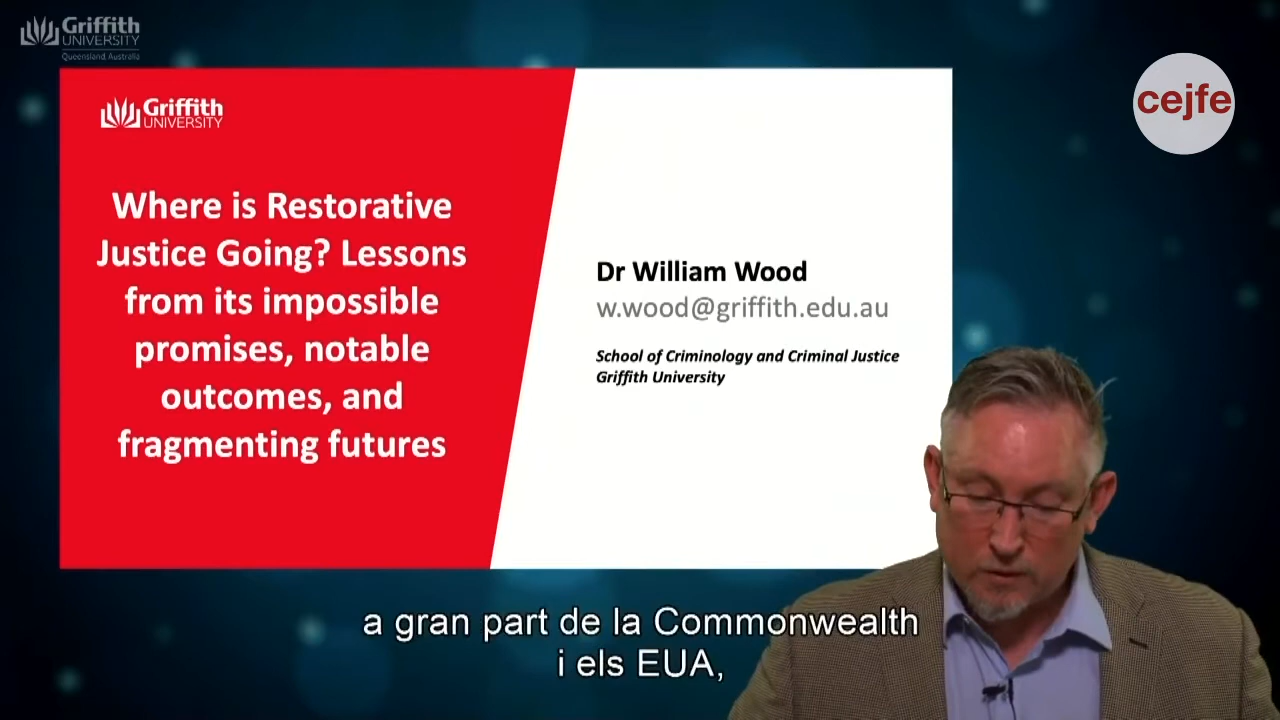 Griffith
UNIVERSITY
Queensland, Australia
cejfe
Griffith
UNIVERSITY
Where is Restorative
Justice Going? Lessons
from its impossible
promises, notable
outcomes, and
fragmenting futures
Dr William Wood
w.wood@griffith.edu.au
School of Criminology and Criminal Justice
Griffith University
a gran part de la Commonwealth
i els EUA,